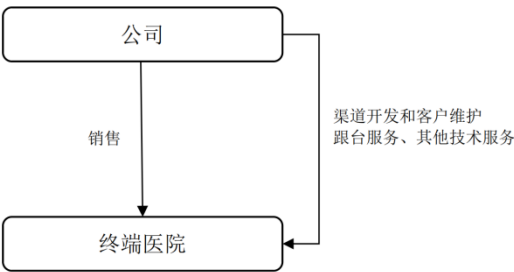 公司
销售
渠道开发和客户维护
跟台服务、其他技术服务
终端医院